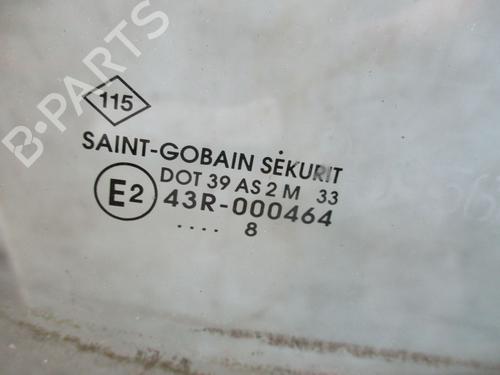 B-PARTS
115
SAINT-GOBAIN SEKURIT
DOT 39 AS 2 M 33
E2 43R-000464
.... 8